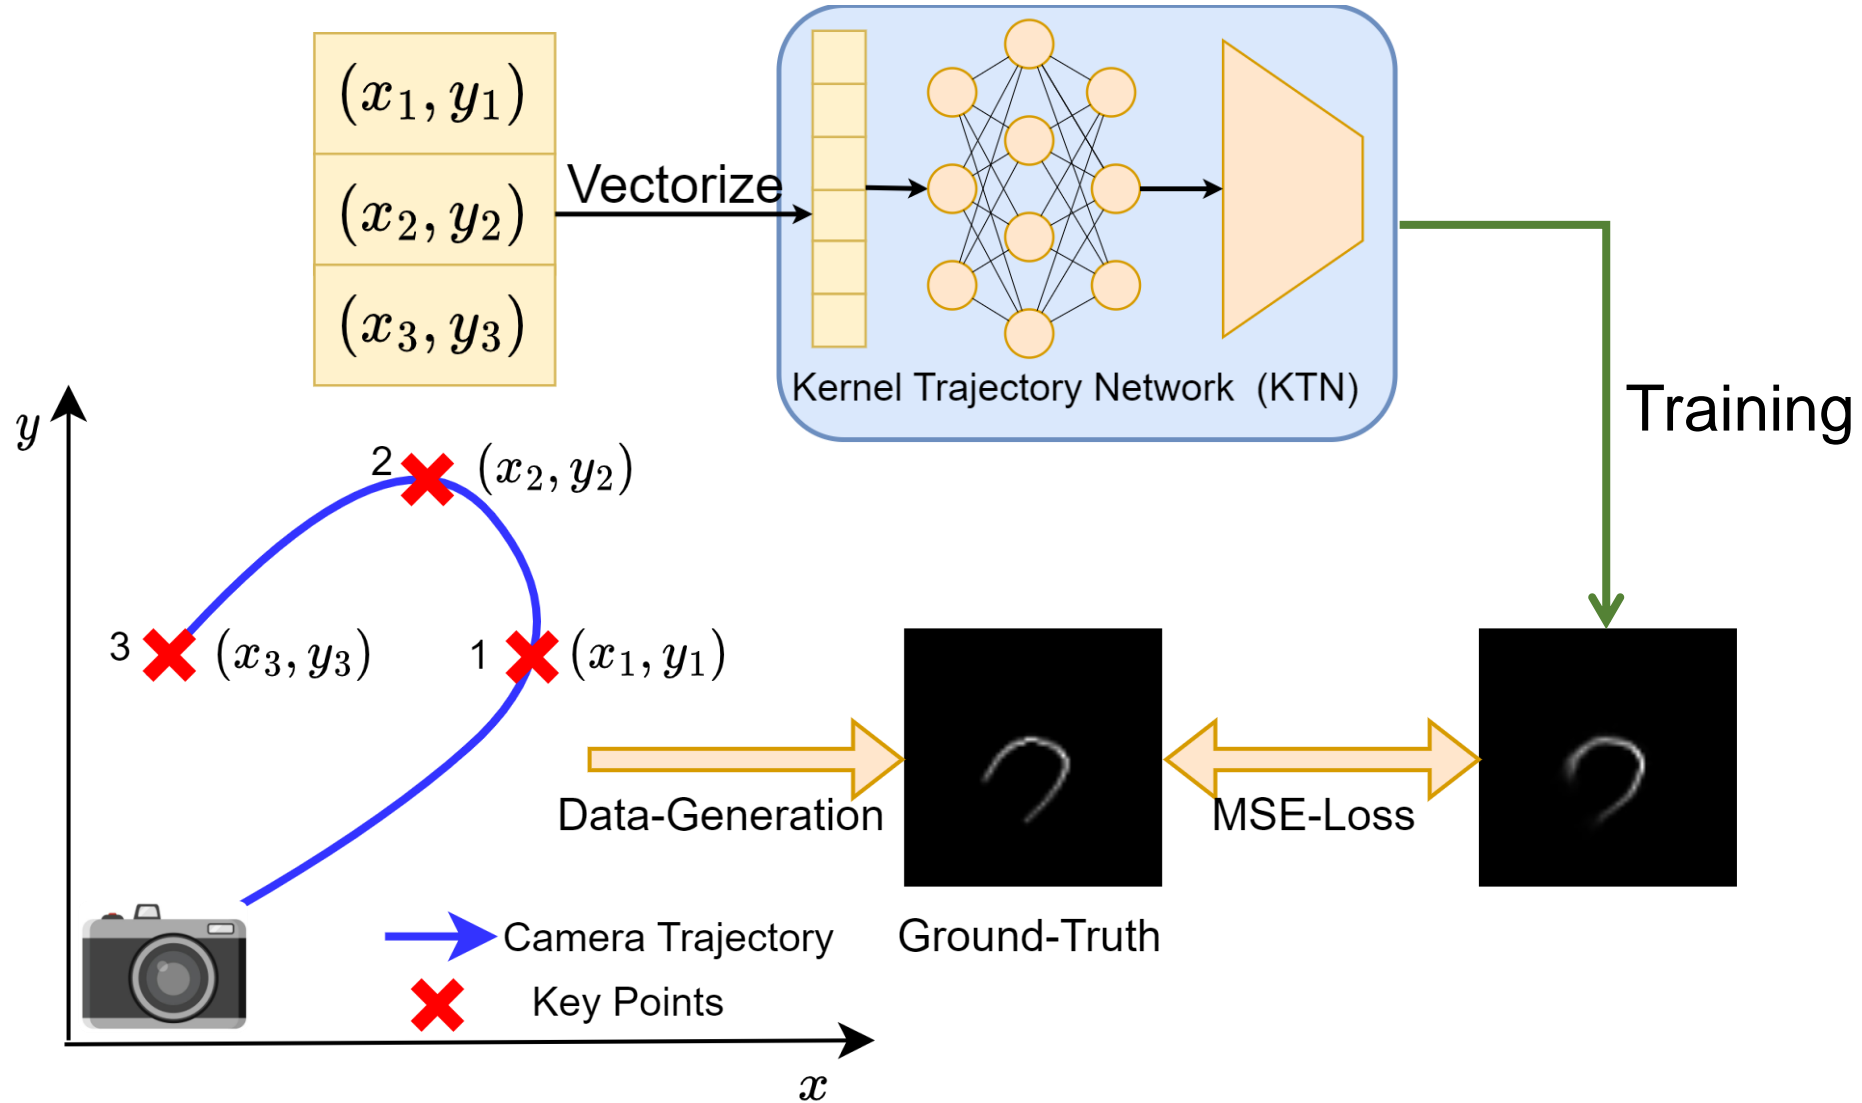 (x₁, y₁)
(x₂, y₂)
(x₃, y₃)
Vectorize
Kernel Trajectory Network (KTN)
Training
y
2
(x₂, y₂)
3
(x₃, y₃)
1
(x₁, y₁)
Data-Generation
MSE-Loss
Camera Trajectory
Ground-Truth
Key Points
x